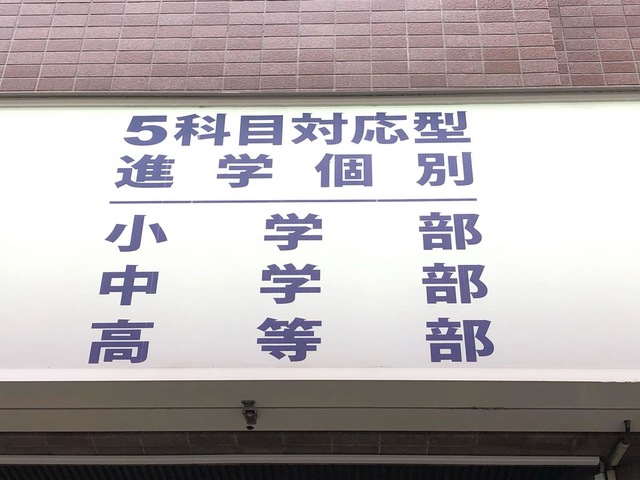 5科目対応型
進学個別
小学部
中学部
高等部